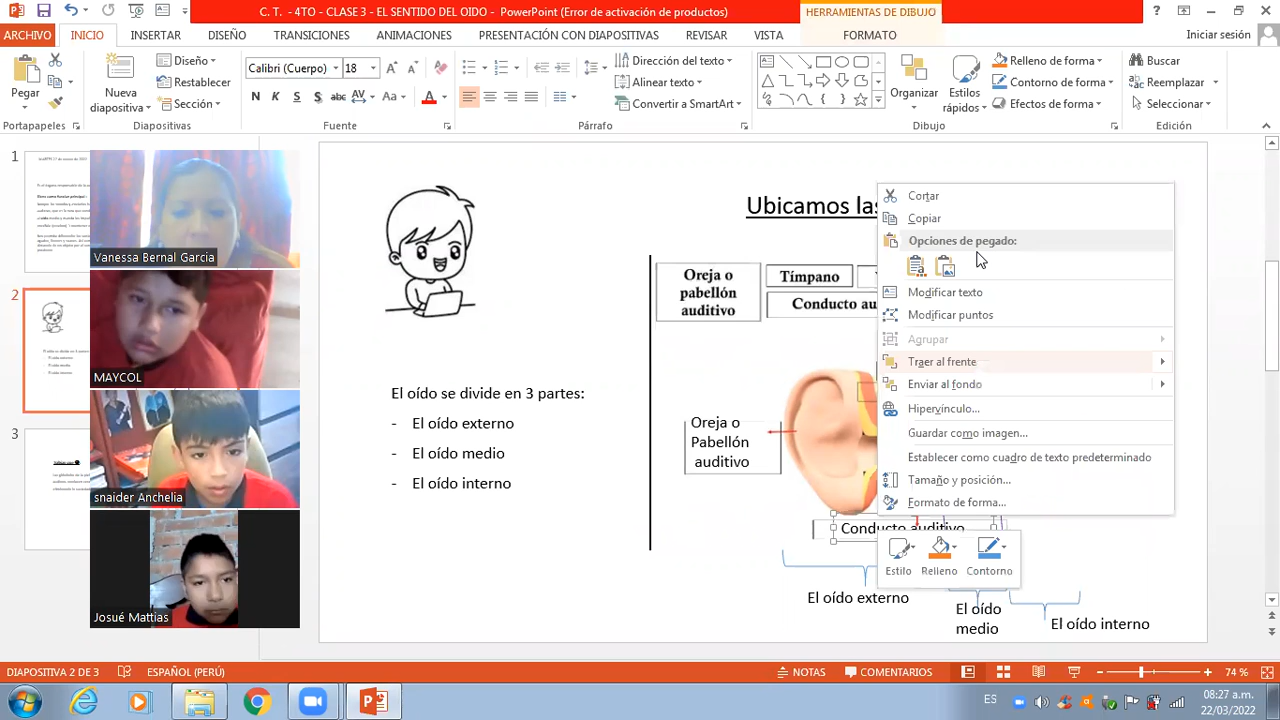 C. T. - 4TO - CLASE 3 - EL SENTIDO DEL OIDO - PowerPoint (Error de activación de productos)
HERRAMIENTAS DE DIBUJO
ARCHIVO
INICIO
INSERTAR
DISEÑO
TRANSICIONES
ANIMACIONES
PRESENTACIÓN CON DIAPOSITIVAS
REVISAR
VISTA
FORMATO
Iniciar sesión
Pegar
Nueva
diapositiva
Diseño
Restablecer
Sección
Calibri (Cuerpo)
18
N K S S abc AV Aa A
Dirección del texto
Alinear texto
Convertir a SmartArt
Organizar
Estilos
rápidos
Relleno de forma
Contorno de forma
Efectos de forma
Buscar
Reemplazar
Seleccionar
Portapapeles
Diapositivas
Fuente
Párrafo
Dibujo
Edición
1
2
3
Vanessa Bernal Garcia
MAYCOL
snaider Anchelia
Josué Mattias
Ubicamos las
Oreja o
pabellón
auditivo
Tímpano
Conducto au
El oído se divide en 3 partes:
- El oído externo
- El oído medio
- El oído interno
Oreja o
Pabellón
auditivo
Conducto auditivo
El oído externo
El oído
medio
El oído interno
Cortar
Copiar
Opciones de pegado:
Modificar texto
Modificar puntos
Agrupar
Traer al frente
Enviar al fondo
Hipervínculo...
Guardar como imagen...
Establecer como cuadro de texto predeterminado
Tamaño y posición...
Formato de forma...
Estilo
Relleno
Contorno
DIAPOSITIVA 2 DE 3
ESPAÑOL (PERÚ)
NOTAS
COMENTARIOS
74 %
ES
08:27 a.m.
22/03/2022